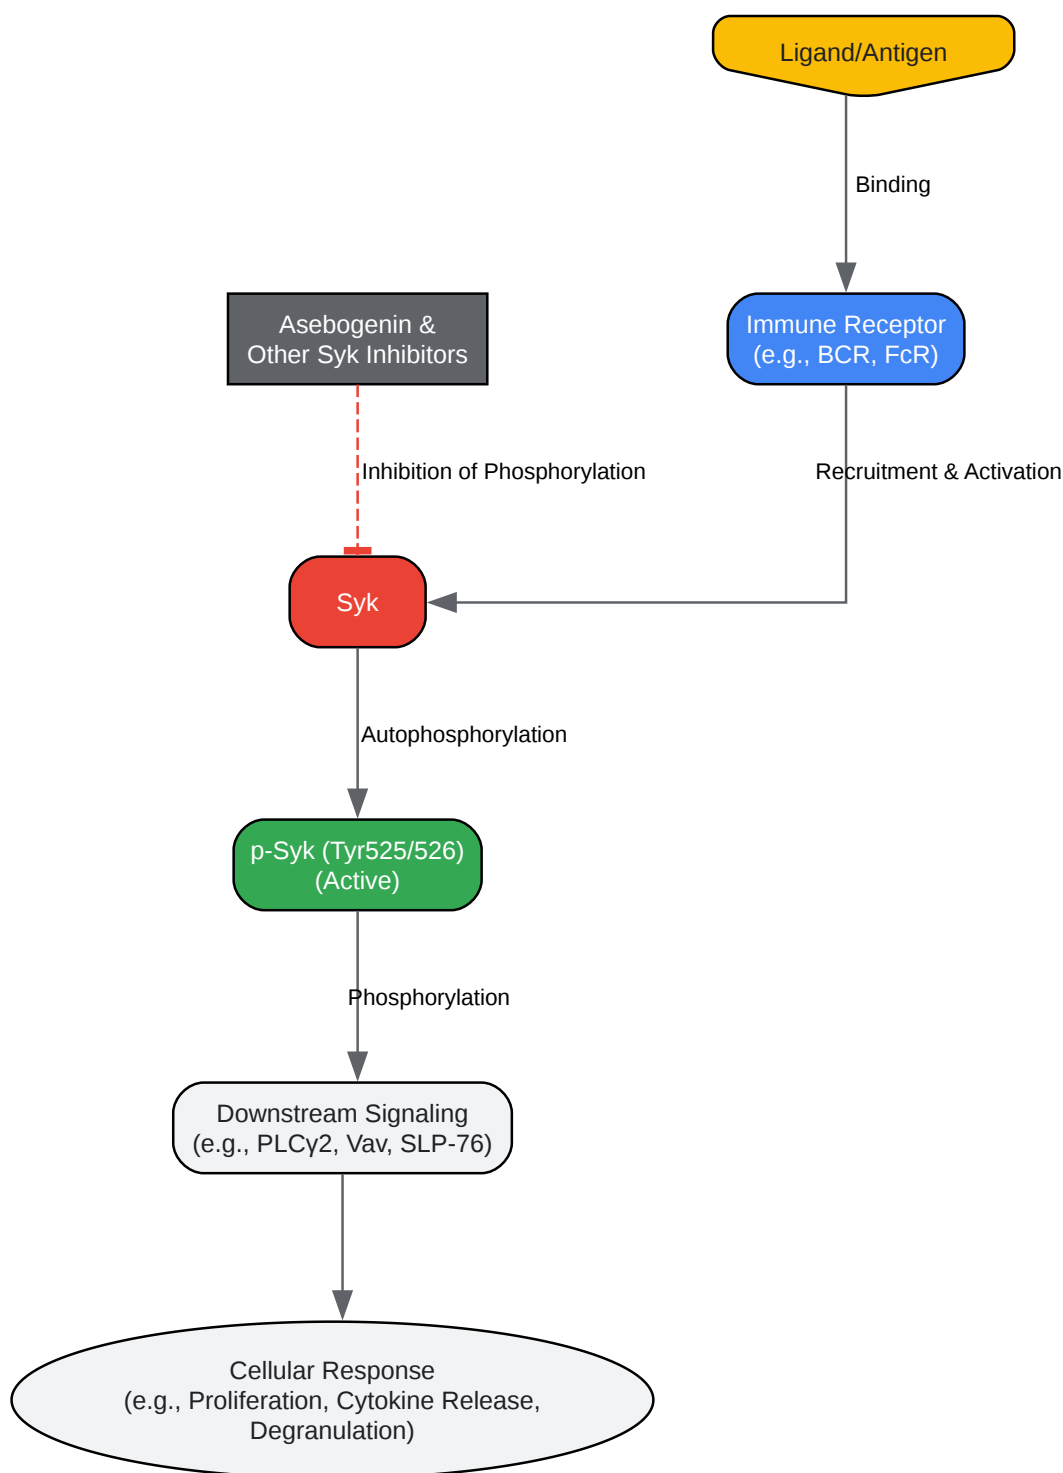 Ligand/Antigen
Binding
Asebogenin &
Other Syk Inhibitors
Immune Receptor
(e.g., BCR, FcR)
Inhibition of Phosphorylation
Recruitment & Activation
Syk
Autophosphorylation
p-Syk (Tyr525/526)
(Active)
Phosphorylation
Downstream Signaling
(e.g., PLCγ2, Vav, SLP-76)
Cellular Response
(e.g., Proliferation, Cytokine Release,
Degranulation)